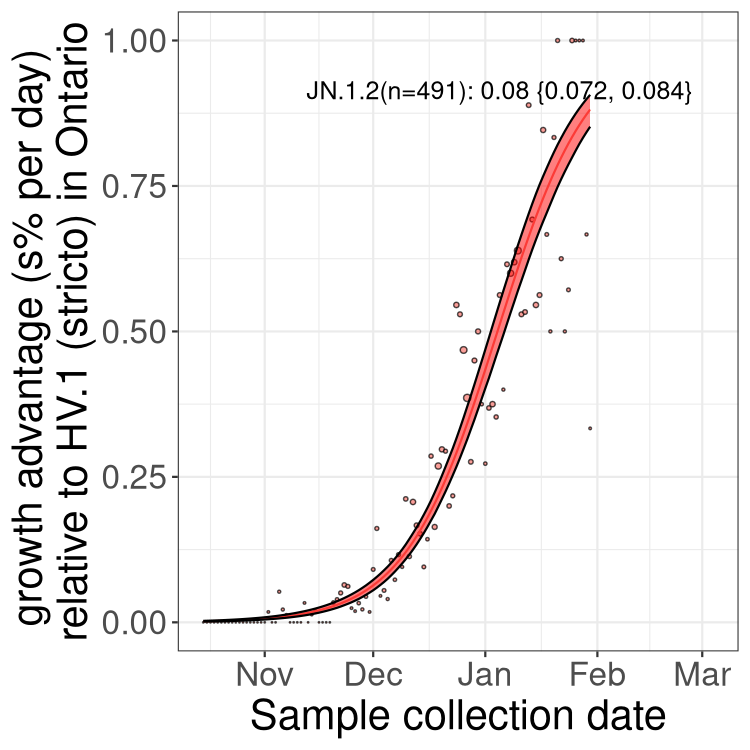 growth advantage (s% per day)
relative to HV.1 (stricto) in Ontario
1.00
0.75
0.50
0.25
0.00
JN.1.2(n=491): 0.08 {0.072, 0.084}
Nov Dec Jan Feb Mar
Sample collection date